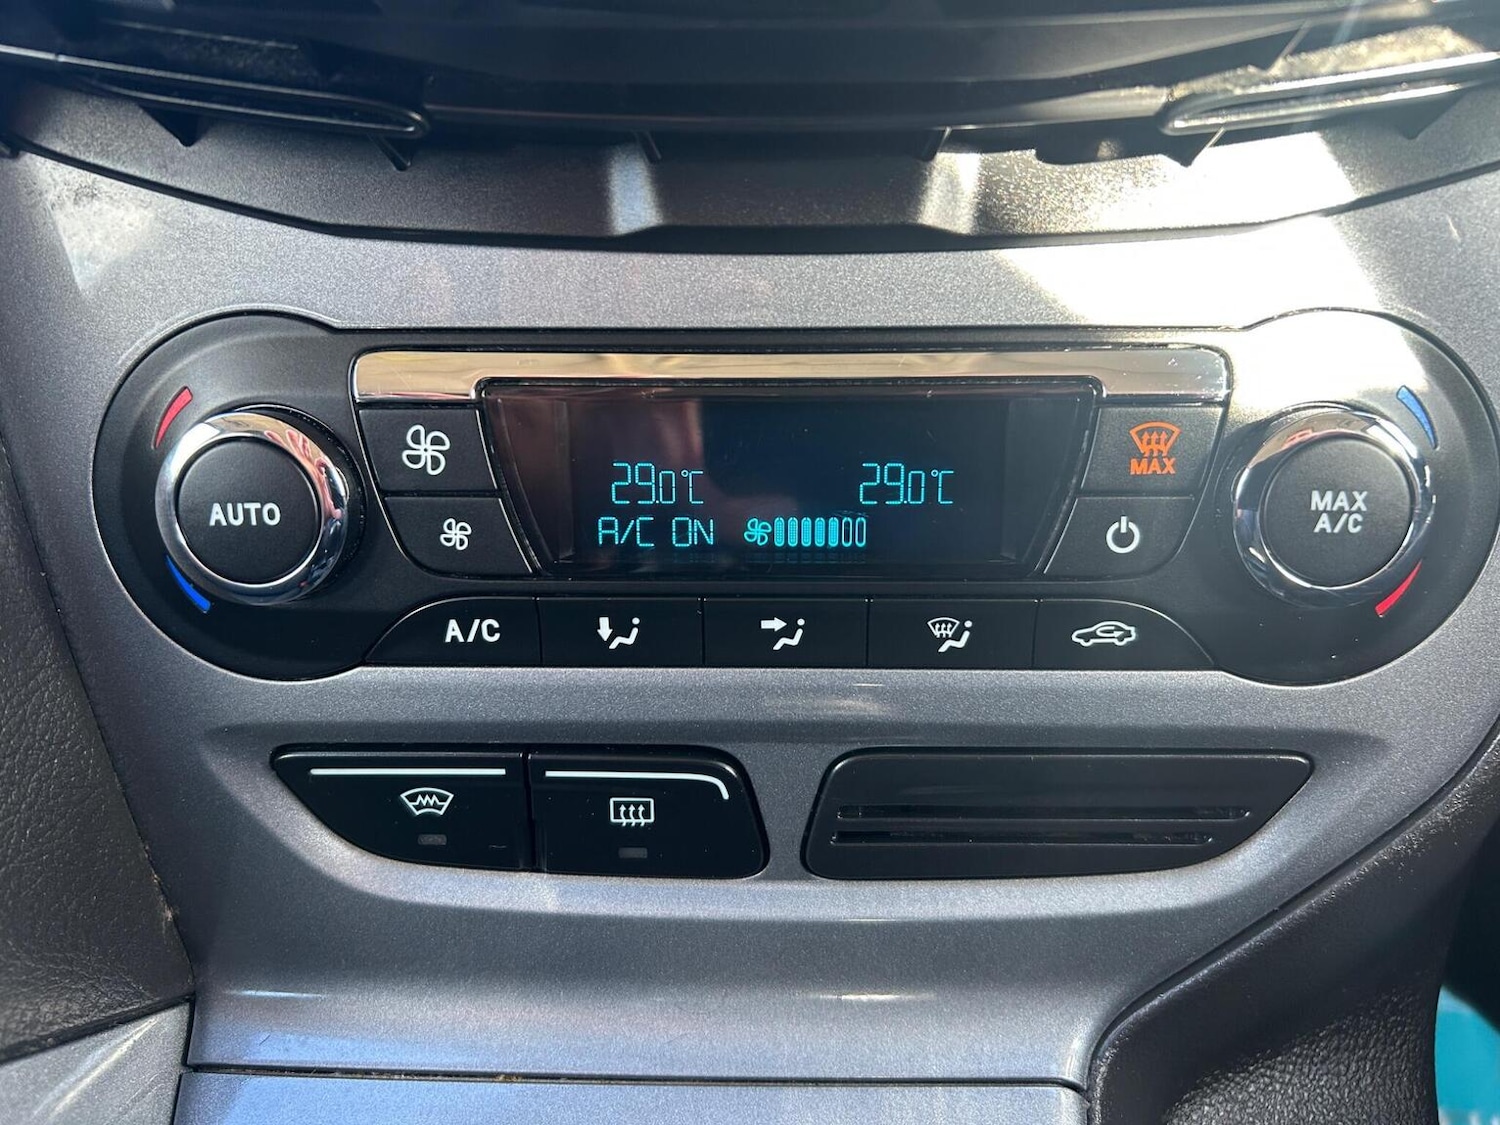 AUTO
29.0°C 29.0°C
A/C ON
MAX
MAX
A/C
A/C